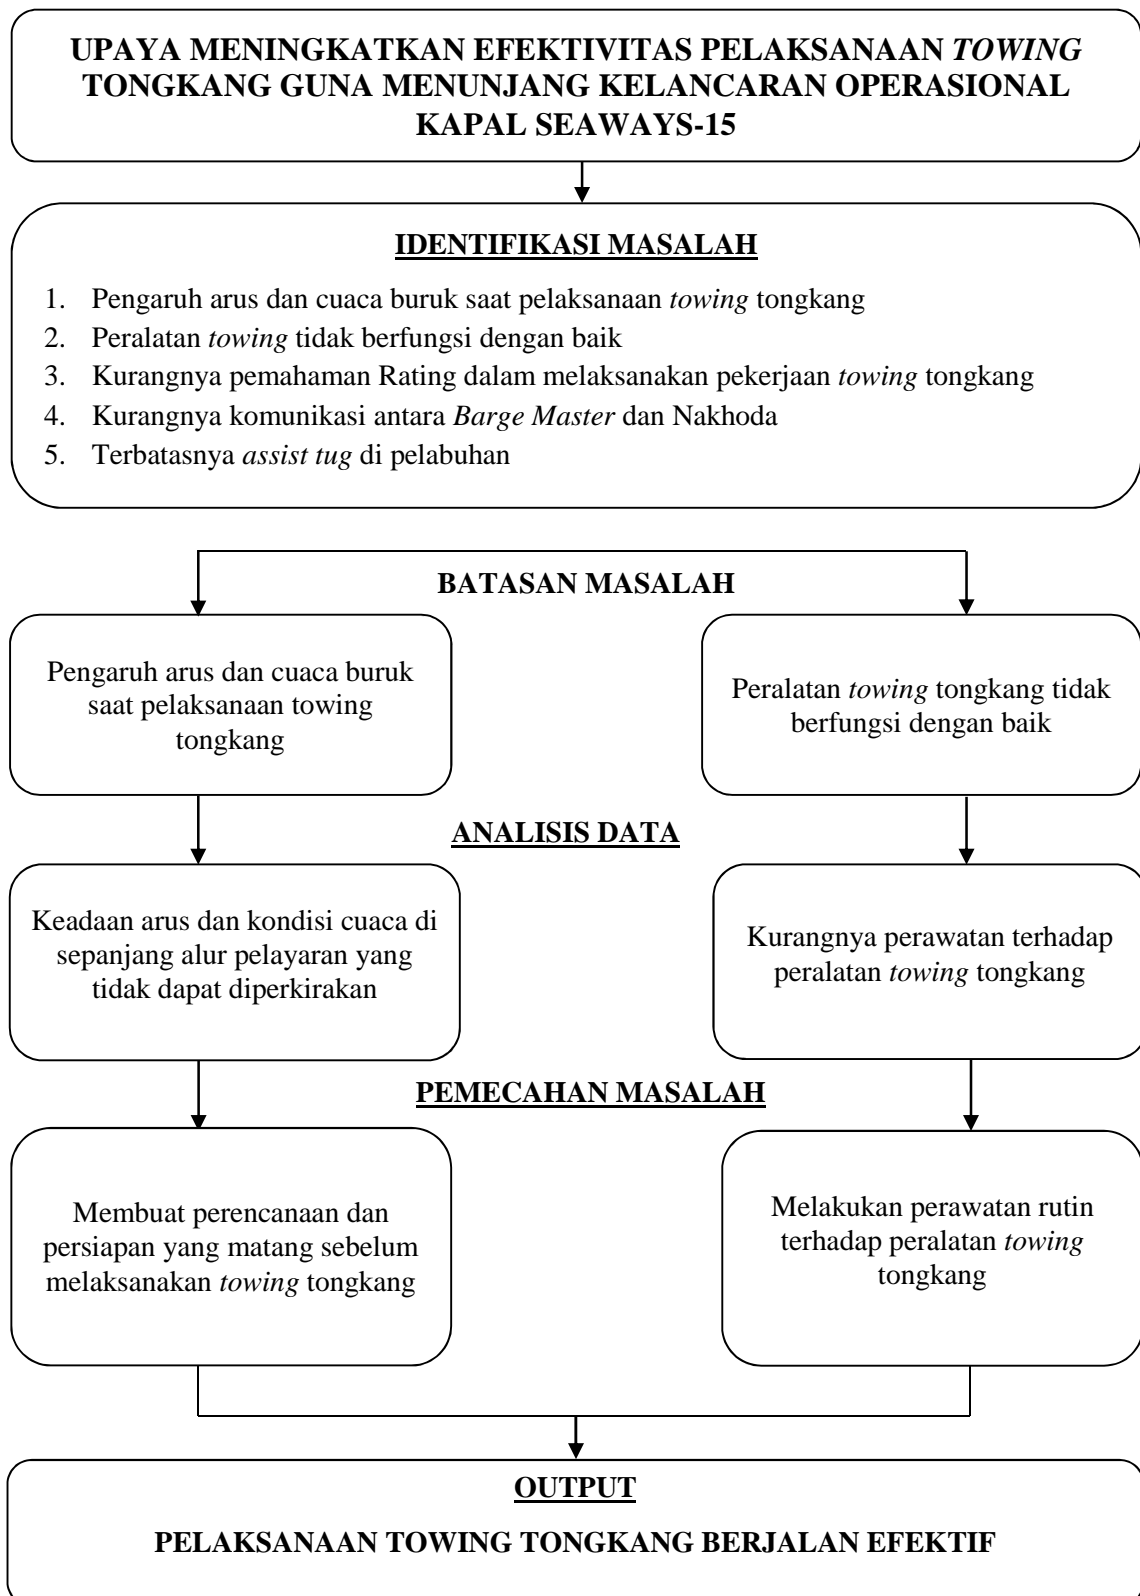 UPAYA MENINGKATKAN EFEKTIVITAS PELAKSANAAN TOWING
TONGKANG GUNA MENUNJANG KELANCARAN OPERASIONAL
KAPAL SEAWAYS-15
IDENTIFIKASI MASALAH
1. Pengaruh arus dan cuaca buruk saat pelaksanaan towing tongkang
2. Peralatan towing tidak berfungsi dengan baik
3. Kurangnya pemahaman Rating dalam melaksanakan pekerjaan towing tongkang
4. Kurangnya komunikasi antara Barge Master dan Nakhoda
5. Terbatasnya assist tug di pelabuhan
BATASAN MASALAH
Pengaruh arus dan cuaca buruk
saat pelaksanaan towing
tongkang
Peralatan towing tongkang tidak
berfungsi dengan baik
ANALISIS DATA
Keadaan arus dan kondisi cuaca di
sepanjang alur pelayaran yang
tidak dapat diperkirakan
Kurangnya perawatan terhadap
peralatan towing tongkang
PEMECAHAN MASALAH
Membuat perencanaan dan
persiapan yang matang sebelum
melaksanakan towing tongkang
Melakukan perawatan rutin
terhadap peralatan towing
tongkang
OUTPUT
PELAKSANAAN TOWING TONGKANG BERJALAN EFEKTIF